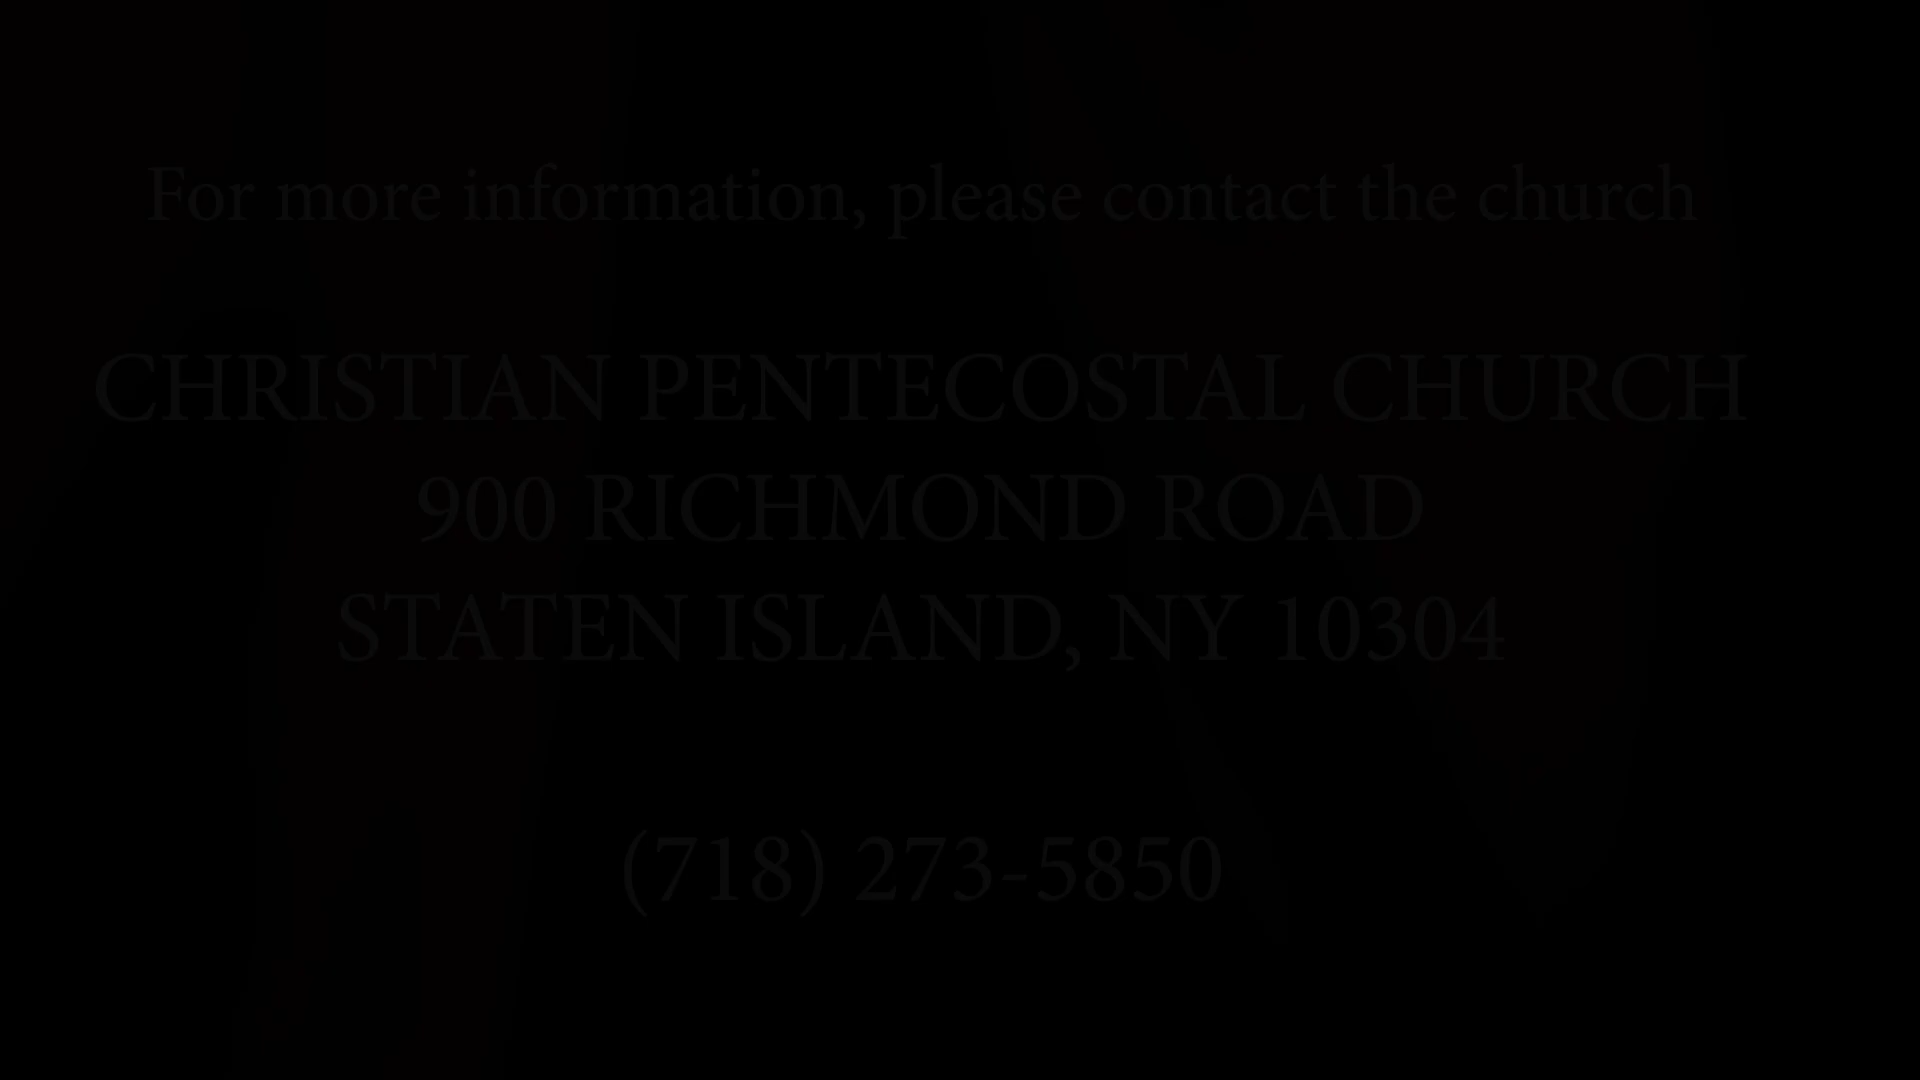 For more information, please contact the church
CHRISTIAN PENTECOSTAL CHURCH
900 RICHMOND ROAD
STATEN ISLAND, NY 10304
(718) 273-5850